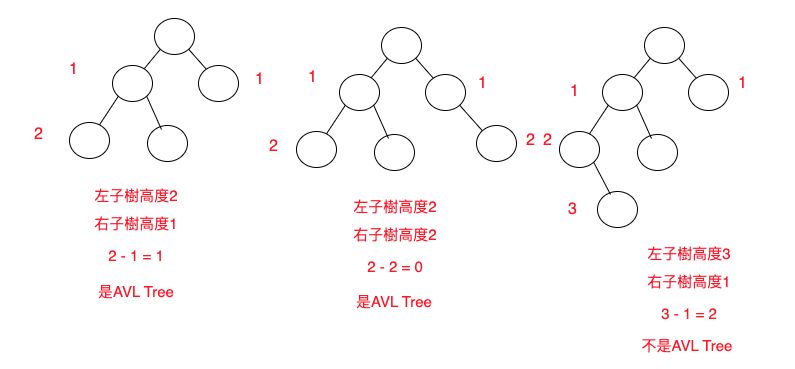 1
1
2
左子樹高度2
右子樹高度1
2 - 1 = 1
是AVL Tree
1
1
2
2
左子樹高度2
右子樹高度2
2 - 2 = 0
是AVL Tree
1
1
2
3
左子樹高度3
右子樹高度1
3 - 1 = 2
不是AVL Tree